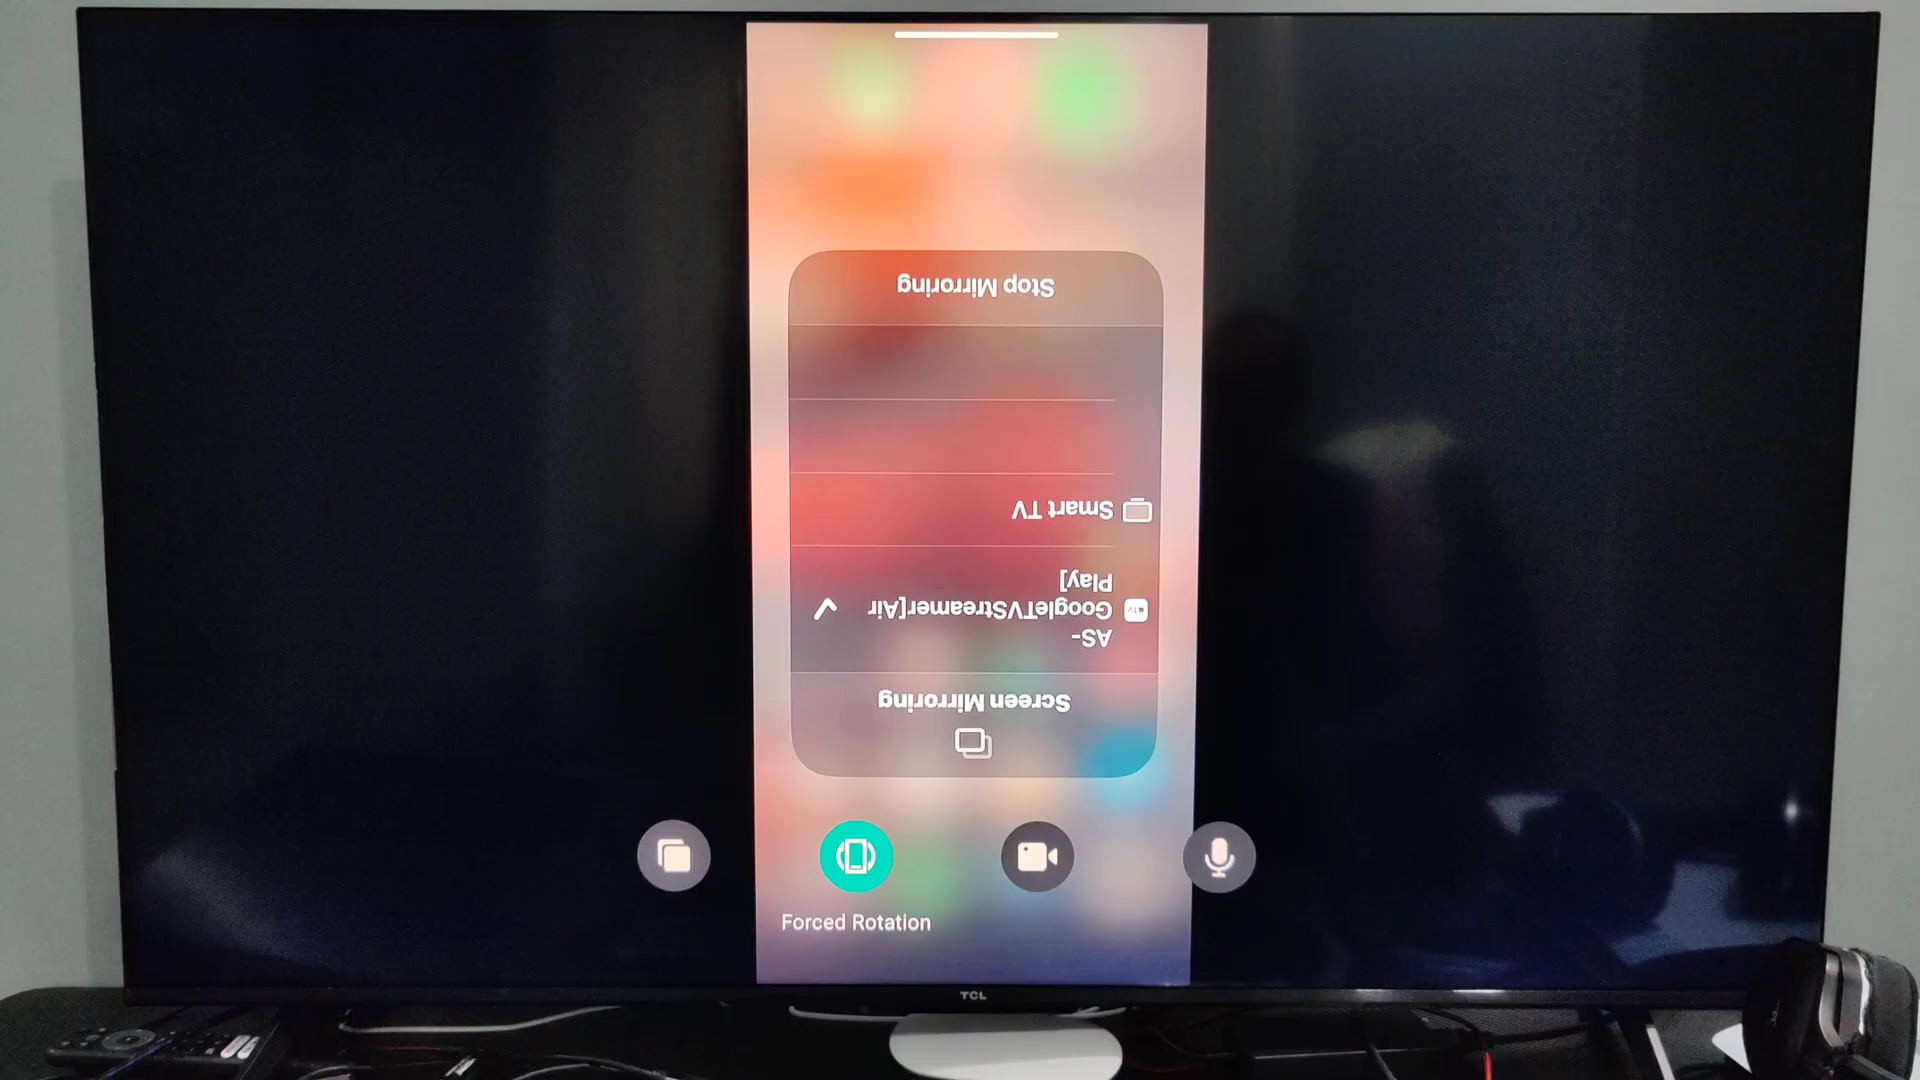 Screen Mirroring
AS-
GoogleTVStreamer[Air
Play]
Smart TV
Stop Mirroring
Forced Rotation
TCL